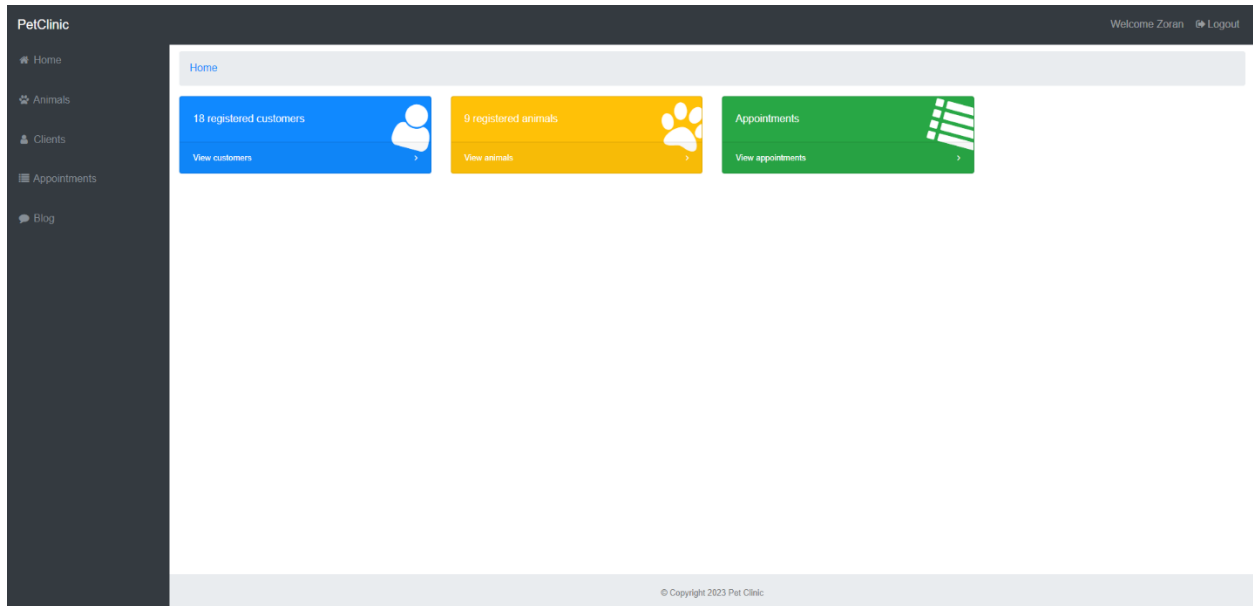 PetClinic
Welcome Zoran Logout
Home
Animals
Clients
Appointments
Blog
Home
18 registered customers
View customers
9 registered animals
View animals
Appointments
View appointments
© Copyright 2023 Pet Clinic